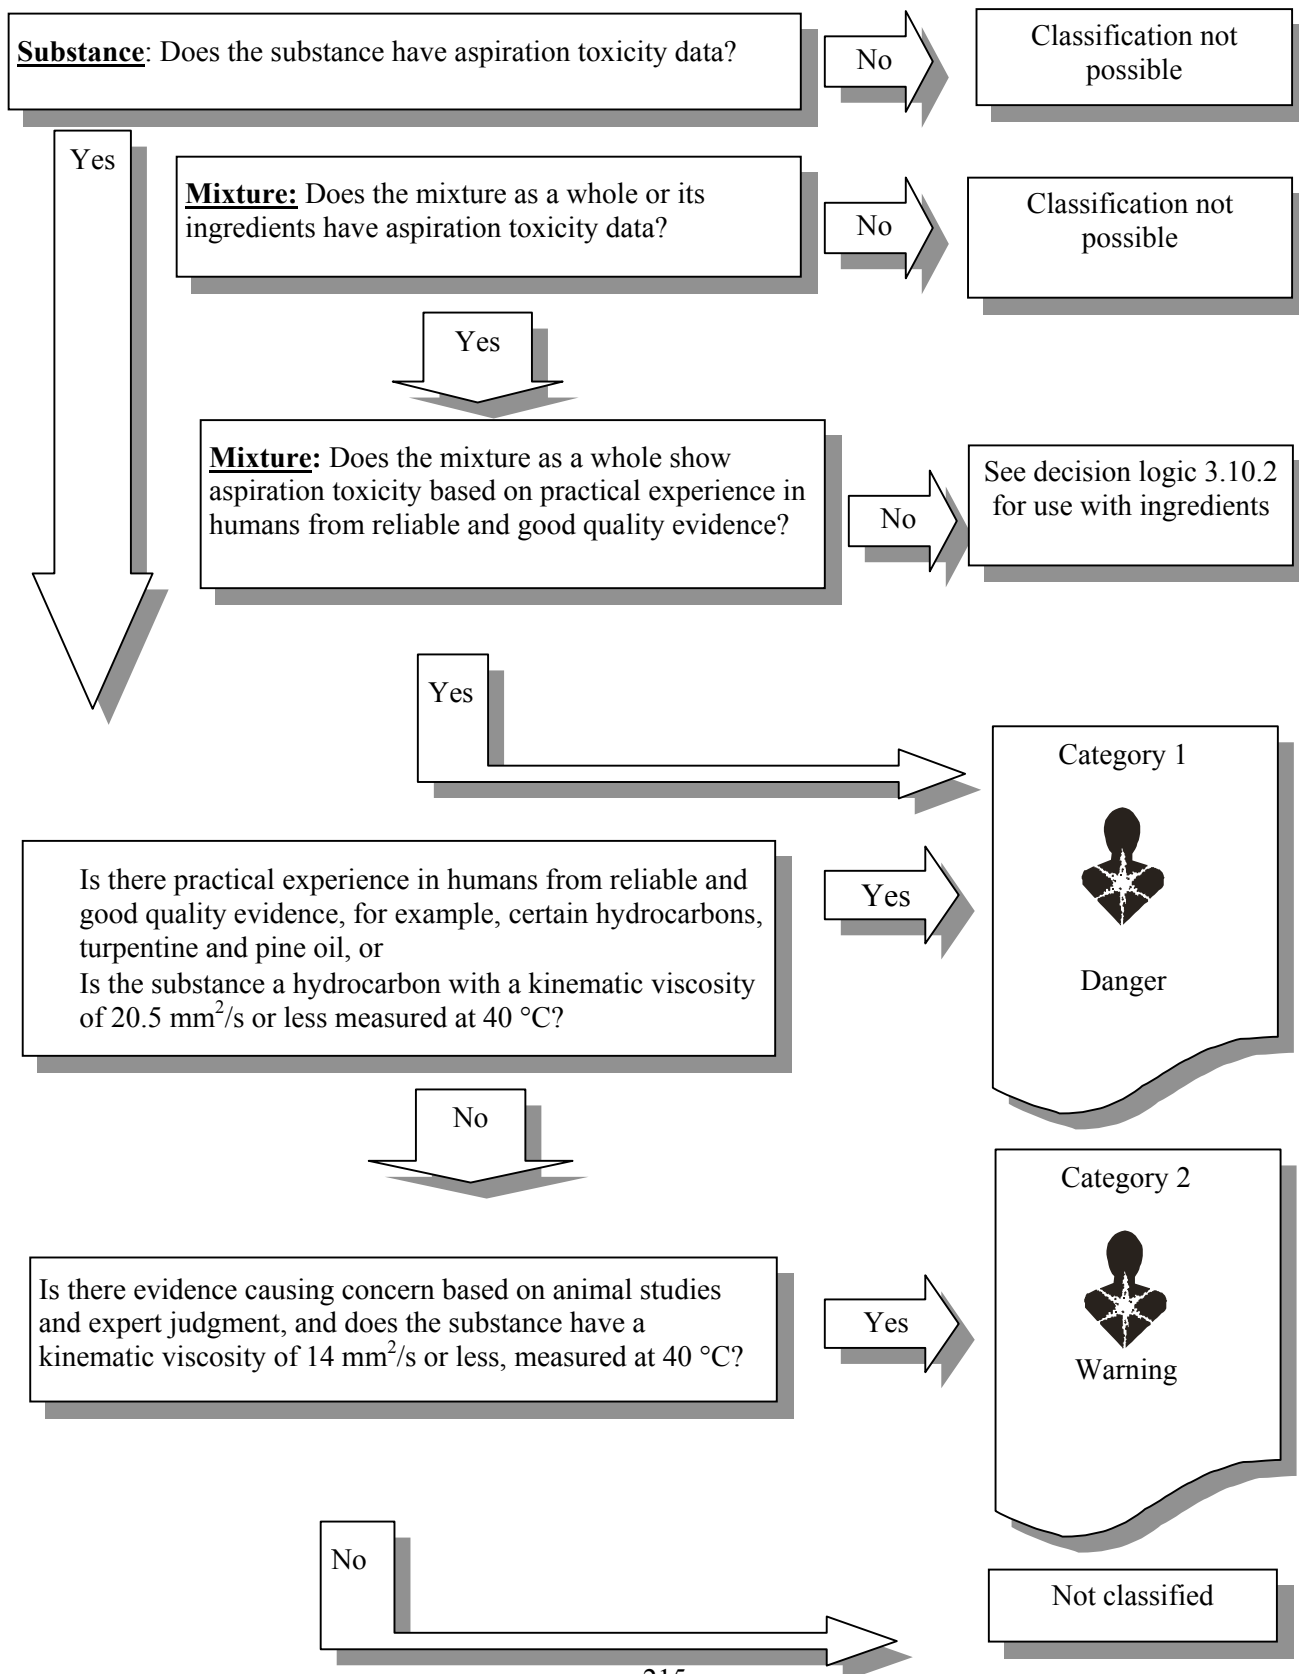 Substance: Does the substance have aspiration toxicity data?
No
Classification not
possible
Yes
Mixture: Does the mixture as a whole or its
ingredients have aspiration toxicity data?
No
Classification not
possible
Yes
Mixture: Does the mixture as a whole show
aspiration toxicity based on practical experience in
humans from reliable and good quality evidence?
No
See decision logic 3.10.2
for use with ingredients
Yes
Category 1
Danger
Is there practical experience in humans from reliable and
good quality evidence, for example, certain hydrocarbons,
turpentine and pine oil, or
Is the substance a hydrocarbon with a kinematic viscosity
of 20.5 mm²/s or less measured at 40 °C?
Yes
No
Category 2
Warning
Is there evidence causing concern based on animal studies
and expert judgment, and does the substance have a
kinematic viscosity of 14 mm²/s or less, measured at 40 °C?
Yes
No
Not classified
215